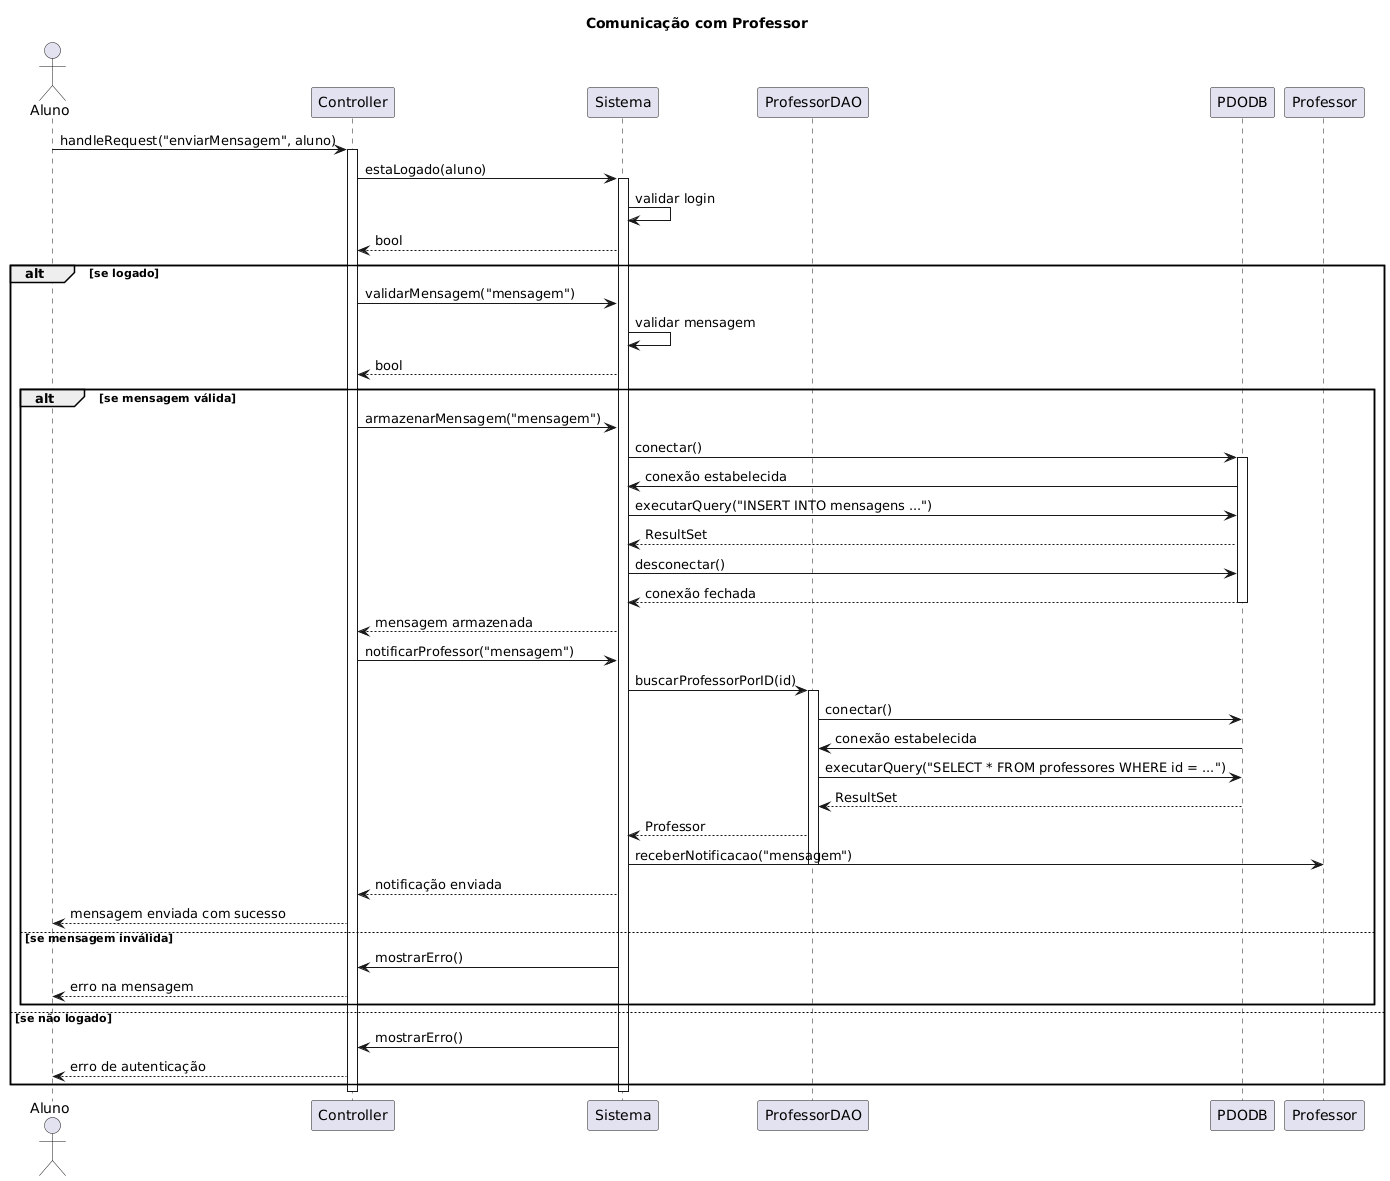 Comunicação com Professor
Aluno
Controller
Sistema
ProfessorDAO
PDODB
Professor
handleRequest("enviarMensagem", aluno)
estaLogado(aluno)
validar login
bool
alt
[se logado]
validarMensagem("mensagem")
validar mensagem
bool
alt
[se mensagem válida]
armazenarMensagem("mensagem")
conectar()
conexão estabelecida
executarQuery("INSERT INTO mensagens ...")
ResultSet
desconectar()
conexão fechada
mensagem armazenada
notificarProfessor("mensagem")
buscarProfessorPorID(id)
conectar()
conexão estabelecida
executarQuery("SELECT * FROM professores WHERE id = ...")
ResultSet
Professor
receberNotificacao("mensagem")
notificação enviada
mensagem enviada com sucesso
[se mensagem inválida]
mostrarErro()
erro na mensagem
[se não logado]
mostrarErro()
erro de autenticação
Aluno
Controller
Sistema
ProfessorDAO
PDODB
Professor